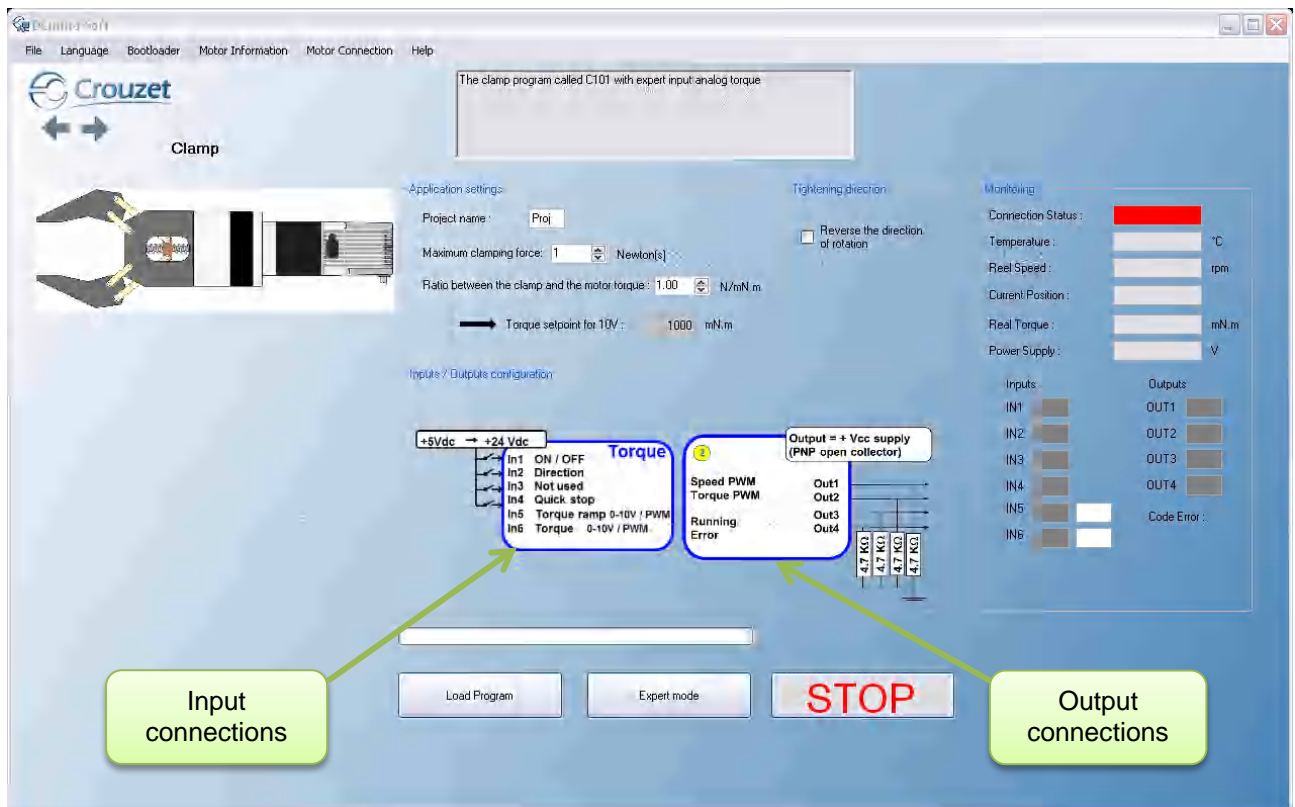 File Language Bootloader Motor Information Motor Connection Help
Crouzet
Clamp
The clamp program called C101 with expert input analog torque
Application settings
Project name : Proj
Maximum clamping force: 1 Newton(s)
Ratio between the clamp and the motor torque : 1.00 N/mN.m
Torque setpoint for 10V : 1000 mN.m
Tightening direction
Reverse the direction
of rotation
Monitoring
Connection Status :
Temperature : °C
Reel Speed : rpm
Current Position :
Real Torque : mN.m
Power Supply : V
Inputs Outputs
IN1 OUT1
IN2 OUT2
IN3 OUT3
IN4 OUT4
IN5 Code Error :
IN6
Inputs / Outputs configuration
+5Vdc → +24 Vdc
Torque
In1 ON / OFF
In2 Direction
In3 Not used
In4 Quick stop
In5 Torque ramp 0-10V / PWM
In6 Torque 0-10V / PWM
2
Output = + Vcc supply
(PNP open collector)
Speed PWM Out1
Torque PWM Out2
Running Out3
Error Out4
4.7 KΩ 4.7 KΩ 4.7 KΩ 4.7 KΩ
Load Program
Expert mode
STOP
Input
connections
Output
connections